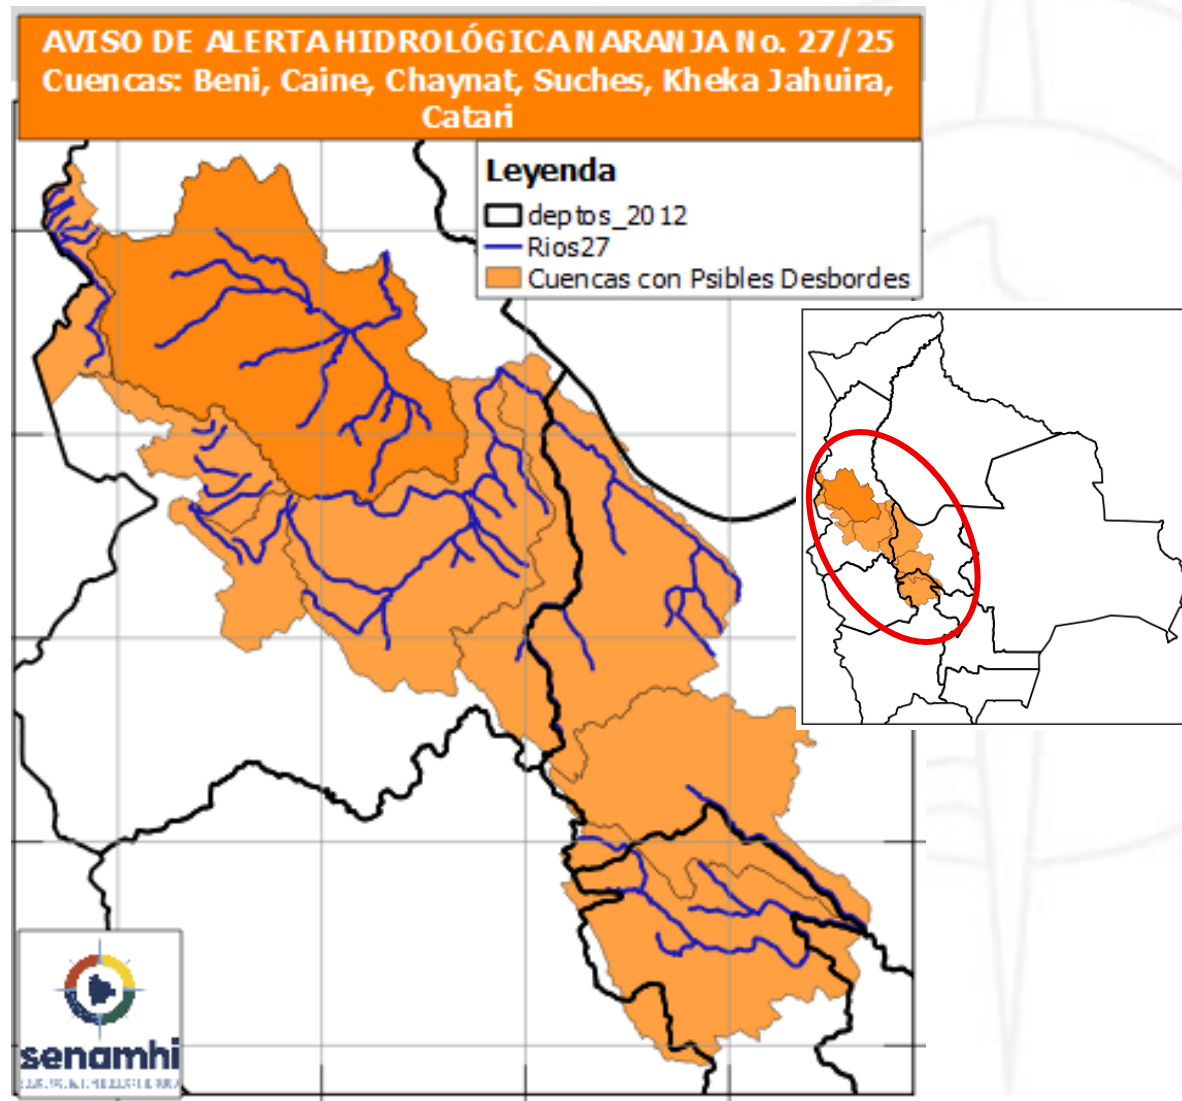 AVISO DE ALERTA HIDROLÓGICA NARANJA No. 27/25
Cuencas: Beni, Caine, Chaynat, Suches, Kheka Jahuira,
Catari
Leyenda
deptos_2012
Rios27
Cuencas con Psibles Desbordes
senamhi